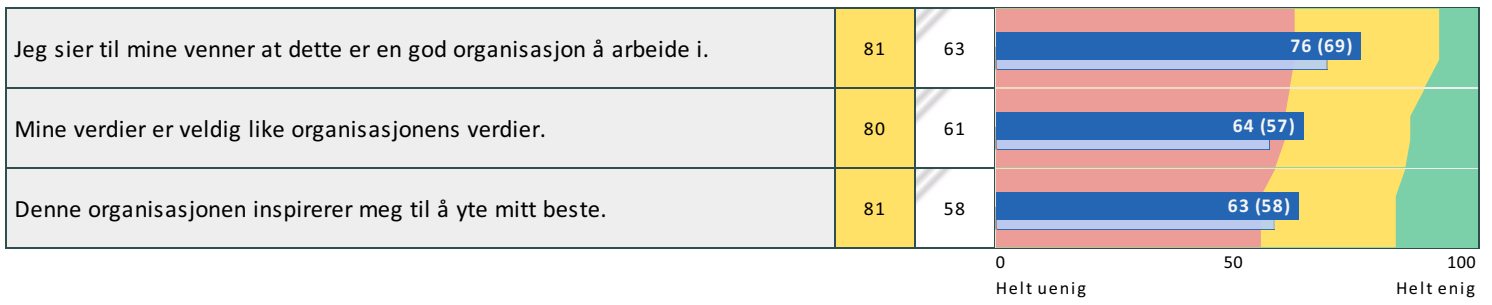 Jeg sier til mine venner at dette er en god organisasjon å arbeide i. 81 63 76 (69)
Mine verdier er veldig like organisasjonens verdier. 80 61 64 (57)
Denne organisasjonen inspirerer meg til å yte mitt beste. 81 58 63 (58)
0 50 100
Helt uenig Helt enig